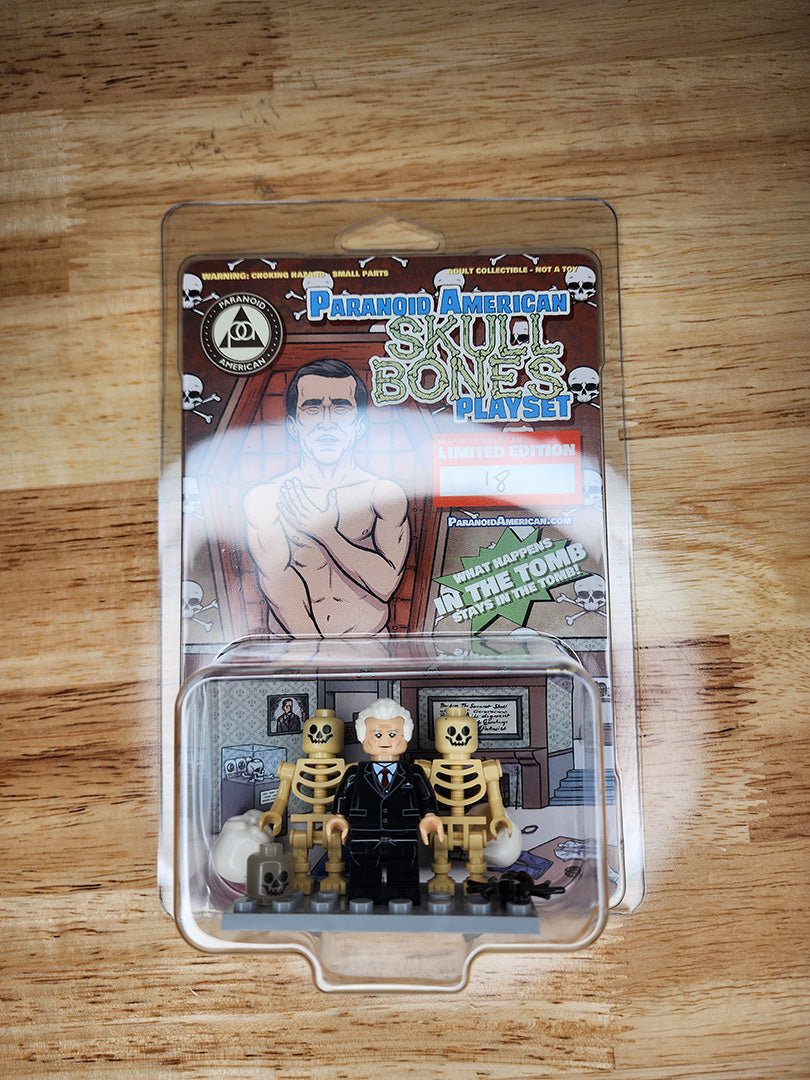 WARNING: CHOKING HAZARD - SMALL PARTS
ADULT COLLECTIBLE - NOT A TOY
PARANOID
AMERICAN
PARANOID AMERICAN
SKULL
BONES
PLAYSET
PARANOID AMERICAN
LIMITED EDITION
18
PARANOIDAMERICAN.COM
WHAT HAPPENS
IN THE TOMB
STAYS IN THE TOMB!